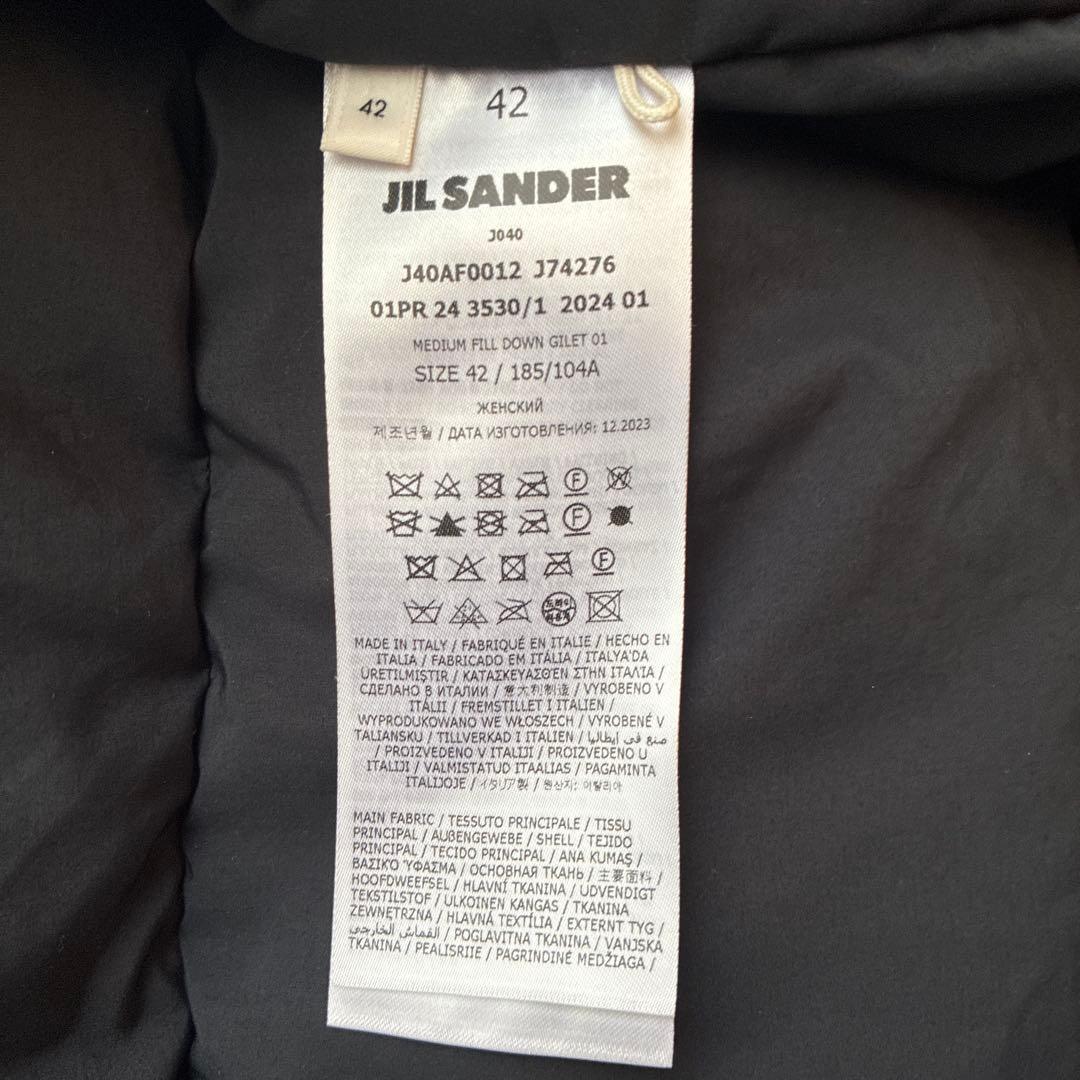 42
42
JIL SANDER
J040
J40AF0012 J74276
01PR 24 3530/1 2024 01
MEDIUM FILL DOWN GILET 01
SIZE 42 / 185/104A
ЖЕНСКИЙ
제조년월 / ДАТА ИЗГОТОВЛЕНИЯ: 12.2023
F W
F
F
MADE IN ITALY / FABRIQUÉ EN ITALIE / HECHO EN
ITALIA / FABRICADO EM ITÁLIA / ITALYA'DA
ÜRETILMIŞTIR / ΚΑΤΑΣΚΕΥΑΣΘΕΝ ΣΤΗΝ ΙΤΑΛΙΑ /
СДЕЛАНО В ИТАЛИИ / 意大利制造 / VYROBENO V
ITÁLII / FREMSTILLET I ITALIEN /
WYPRODUKOWANO WE WŁOSZECH / VYROBENÉ V
TALIANSKU / TILLVERKAD I ITALIEN / صنع في إيطاليا
/ PROIZVEDENO V ITALIJI / PROIZVEDENO U
ITALIJI / VALMISTATUD ITAALIAS / PAGAMINTA
ITALIJOJE / イタリア製 / 원산지: 이탈리아
MAIN FABRIC / TESSUTO PRINCIPALE / TISSU
PRINCIPAL / AUßENGEWEBE / SHELL / TEJIDO
PRINCIPAL / TECIDO PRINCIPAL / ANA KUMAŞ /
ΒΑΣΙΚΌ ΎΦΑΣΜΑ / ОСНОВНАЯ ТКАНЬ / 主要面料 /
HOOFDWEEFSEL / HLAVNÍ TKANINA / UDVENDIGT
TEKSTILSTOF / ULKOINEN KANGAS / TKANINA
ZEWNĘTRZNA / HLAVNÁ TEXTÍLIA / EXTERNT TYG /
القماش الخارجي / POGLAVITNA TKANINA / VANJSKA
TKANINA / PEALISRIIE / PAGRINDINĖ MEDŽIAGA /